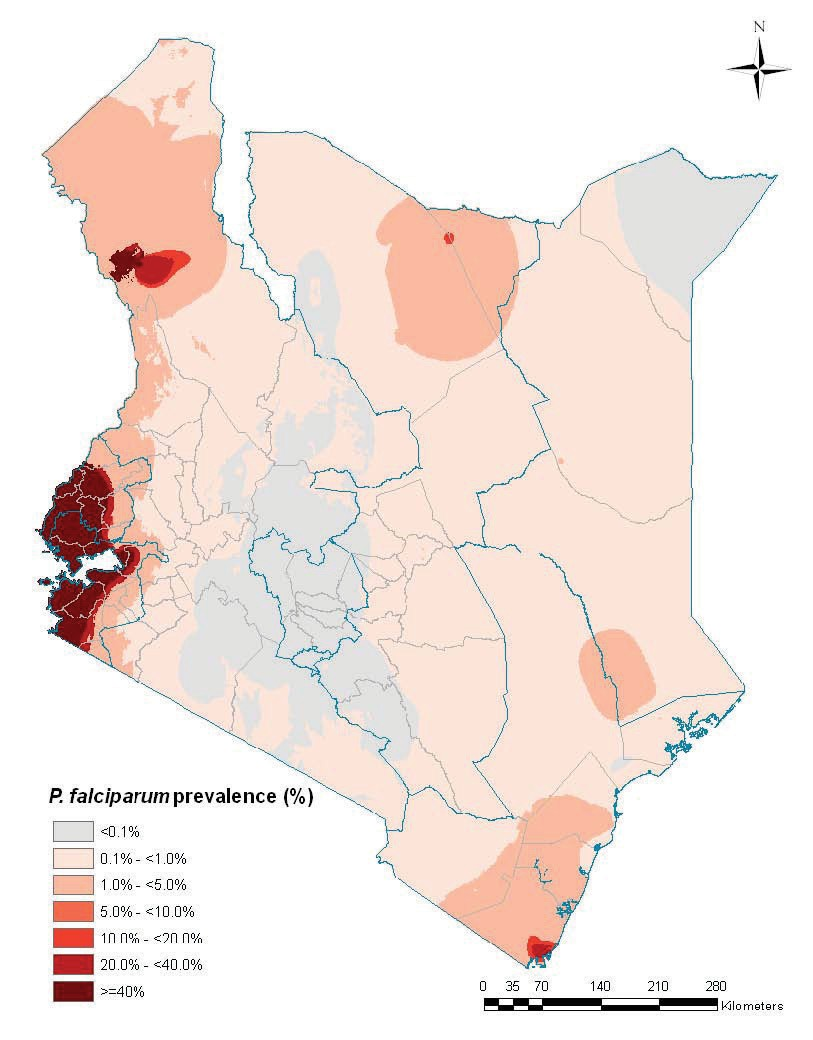 N
P. falciparum prevalence (%)
<0.1%
0.1% - <1.0%
1.0% - <5.0%
5.0% - <10.0%
10.0% - <20.0%
20.0% - <40.0%
>=40%
0 35 70 140 210 280
Kilometers